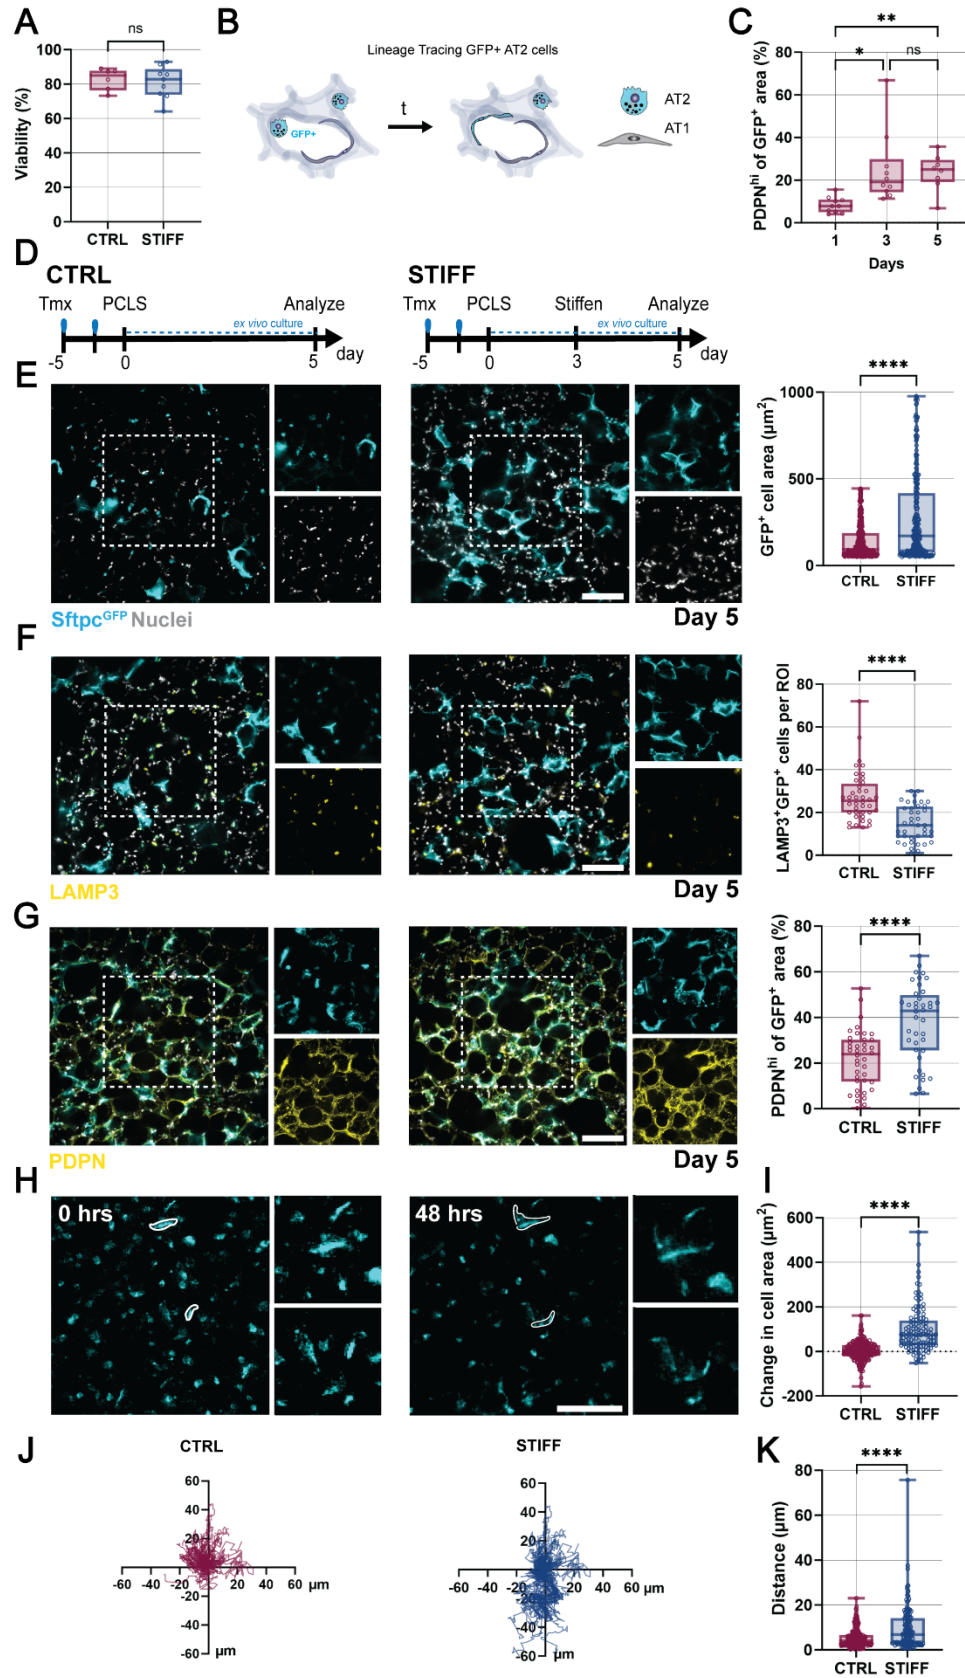 A
ns
Viability (%)
100
80
60
40
20
0
CTRL
STIFF
B
Lineage Tracing GFP+ AT2 cells
GFP+
t
AT2
AT1
C
**
*
ns
PDPNhi of GFP+ area (%)
80
60
40
20
0
1
3
5
Days
D
CTRL
Tmx
PCLS
Analyze
ex vivo culture
-5
0
5
day
STIFF
Tmx
PCLS
Stiffen
Analyze
ex vivo culture
-5
0
3
5
day
E
SftpcGFP Nuclei
Day 5
****
GFP+ cell area (µm2)
1000
500
0
CTRL
STIFF
F
LAMP3
Day 5
****
LAMP3+GFP+ cells per ROI
80
60
40
20
0
CTRL
STIFF
G
PDPN
Day 5
****
PDPNhi of GFP+ area (%)
80
60
40
20
0
CTRL
STIFF
H
0 hrs
48 hrs
I
****
Change in cell area (µm2)
600
400
200
0
-200
CTRL
STIFF
J
CTRL
60
40
20
-60
-40
-20
20
40
60
µm
-20
-40
-60
µm
STIFF
60
40
20
-60
-40
-20
20
40
60
µm
-20
-40
-60
µm
K
****
Distance (µm)
80
60
40
20
0
CTRL
STIFF